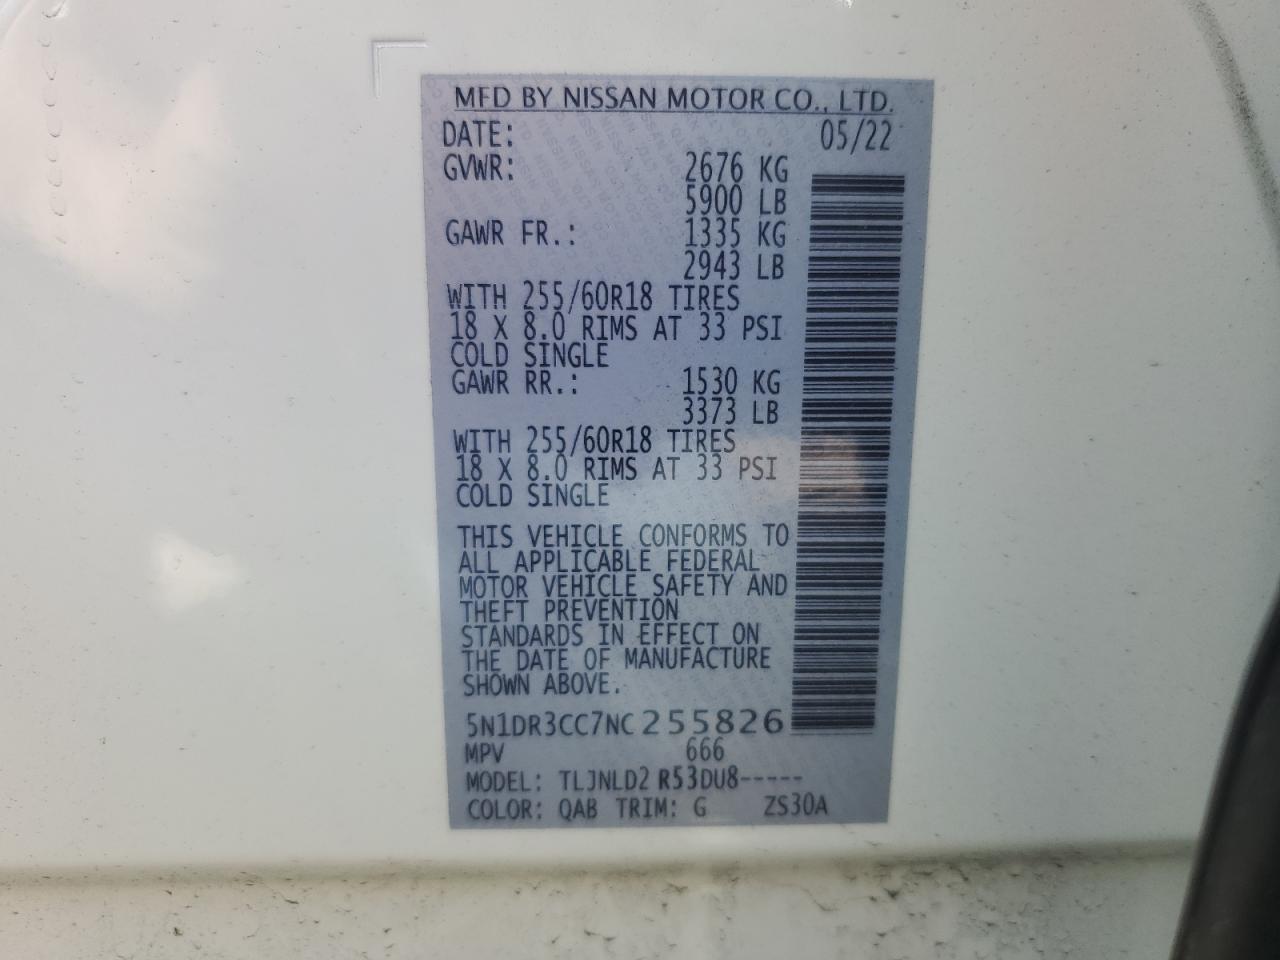 MFD BY NISSAN MOTOR CO., LTD.
DATE: 05/22
GVWR: 2676 KG
5900 LB
GAWR FR.: 1335 KG
2943 LB
WITH 255/60R18 TIRES
18 X 8.0 RIMS AT 33 PSI
COLD SINGLE
GAWR RR.: 1530 KG
3373 LB
WITH 255/60R18 TIRES
18 X 8.0 RIMS AT 33 PSI
COLD SINGLE
THIS VEHICLE CONFORMS TO
ALL APPLICABLE FEDERAL
MOTOR VEHICLE SAFETY AND
THEFT PREVENTION
STANDARDS IN EFFECT ON
THE DATE OF MANUFACTURE
SHOWN ABOVE.
5N1DR3CC7NC255826
MPV 666
MODEL: TLJNLD2 R53DU8-----
COLOR: QAB TRIM: G ZS30A